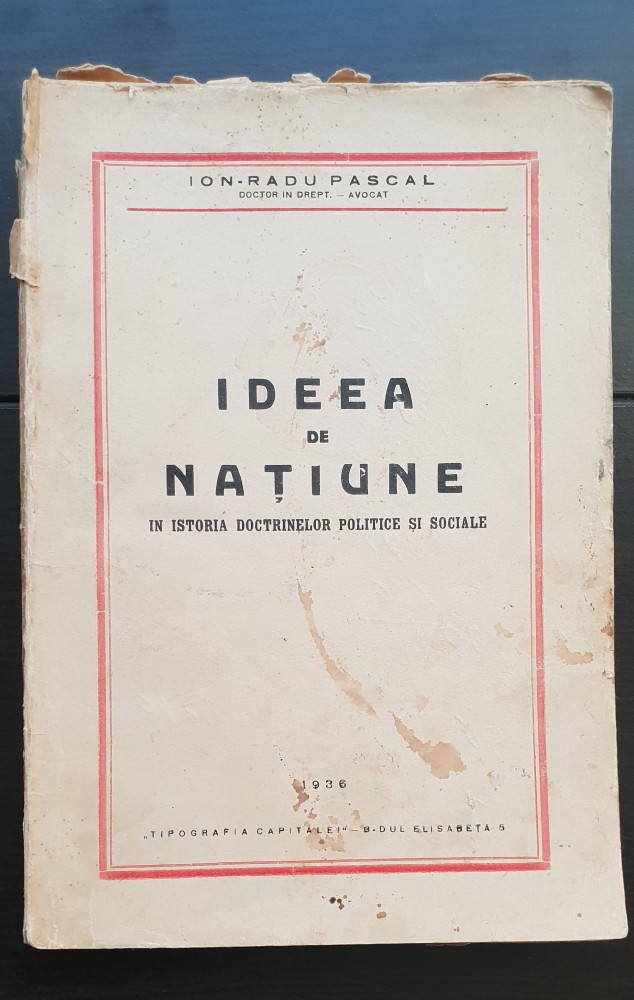 ION-RADU PASCAL
DOCTOR IN DREPT. — AVOCAT
IDEEA
DE
NAȚIUNE
IN ISTORIA DOCTRINELOR POLITICE ȘI SOCIALE
1936
„TIPOGRAFIA CAPITALEI“ — B-DUL ELISABETA 5